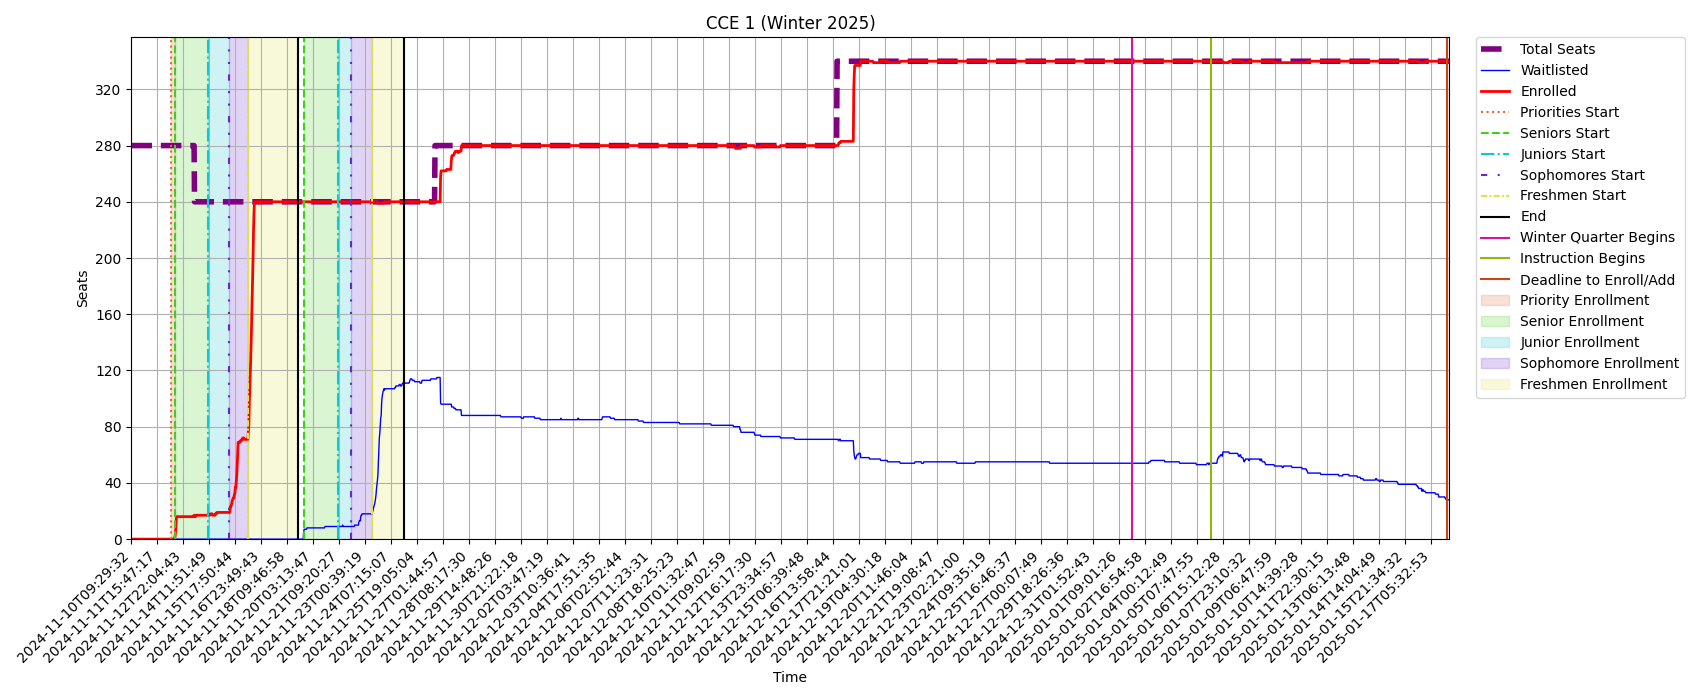 CCE 1 (Winter 2025)
Seats
320
280
240
200
160
120
80
40
0
2024-11-10T09:29:32
2024-11-11T15:47:17
2024-11-12T22:04:43
2024-11-14T11:51:49
2024-11-15T17:50:44
2024-11-16T23:49:43
2024-11-18T09:46:58
2024-11-20T03:13:47
2024-11-21T09:20:27
2024-11-23T00:39:19
2024-11-24T07:15:07
2024-11-25T19:05:04
2024-11-27T01:44:57
2024-11-28T08:17:30
2024-11-29T14:48:26
2024-11-30T21:22:18
2024-12-02T03:47:19
2024-12-03T10:36:41
2024-12-04T17:51:35
2024-12-06T02:52:44
2024-12-07T11:23:31
2024-12-08T18:25:23
2024-12-10T01:32:47
2024-12-11T09:02:59
2024-12-12T16:17:30
2024-12-13T23:34:57
2024-12-15T06:39:48
2024-12-16T13:58:44
2024-12-17T21:21:01
2024-12-19T04:30:18
2024-12-20T11:46:04
2024-12-21T19:08:47
2024-12-23T02:21:00
2024-12-24T09:35:19
2024-12-25T16:46:37
2024-12-27T00:07:49
2024-12-29T18:26:36
2024-12-31T01:52:43
2025-01-01T09:01:26
2025-01-02T16:54:58
2025-01-04T00:12:49
2025-01-05T07:47:55
2025-01-06T15:12:28
2025-01-07T23:10:32
2025-01-09T06:47:59
2025-01-10T14:39:28
2025-01-11T22:30:15
2025-01-13T06:13:48
2025-01-14T14:04:49
2025-01-15T21:34:32
2025-01-17T05:32:53
Time
Total Seats
Waitlisted
Enrolled
Priorities Start
Seniors Start
Juniors Start
Sophomores Start
Freshmen Start
End
Winter Quarter Begins
Instruction Begins
Deadline to Enroll/Add
Priority Enrollment
Senior Enrollment
Junior Enrollment
Sophomore Enrollment
Freshmen Enrollment